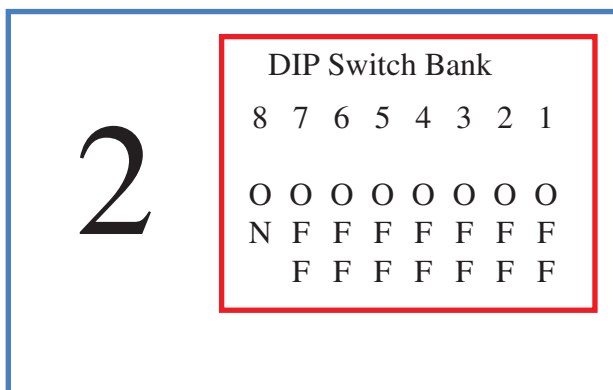 2
DIP Switch Bank
8 7 6 5 4 3 2 1
O O O O O O O O
N F F F F F F F
F F F F F F F